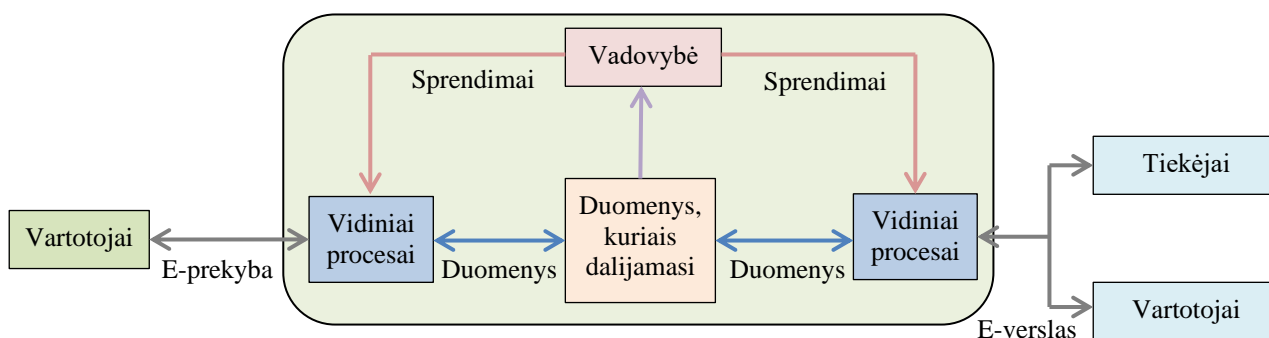 Vadovybė
Sprendimai
Sprendimai
Tiekėjai
Vartotojai
E-prekyba
Vidiniai
procesai
Duomenys
Duomenys,
kuriais
dalijamasi
Duomenys
Vidiniai
procesai
E-verslas
Vartotojai